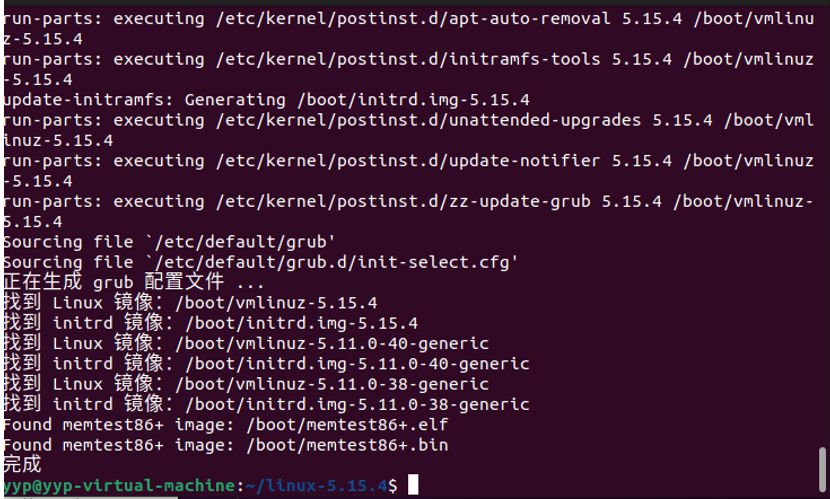 run-parts: executing /etc/kernel/postinst.d/apt-auto-removal 5.15.4 /boot/vmlinu
z-5.15.4
run-parts: executing /etc/kernel/postinst.d/initramfs-tools 5.15.4 /boot/vmlinuz
-5.15.4
update-initramfs: Generating /boot/initrd.img-5.15.4
run-parts: executing /etc/kernel/postinst.d/unattended-upgrades 5.15.4 /boot/vml
inuz-5.15.4
run-parts: executing /etc/kernel/postinst.d/update-notifier 5.15.4 /boot/vmlinuz
-5.15.4
run-parts: executing /etc/kernel/postinst.d/zz-update-grub 5.15.4 /boot/vmlinuz-
5.15.4
Sourcing file `/etc/default/grub'
Sourcing file `/etc/default/grub.d/init-select.cfg'
正在生成 grub 配置文件 ...
找到 Linux 镜像：/boot/vmlinuz-5.15.4
找到 initrd 镜像：/boot/initrd.img-5.15.4
找到 Linux 镜像：/boot/vmlinuz-5.11.0-40-generic
找到 initrd 镜像：/boot/initrd.img-5.11.0-40-generic
找到 Linux 镜像：/boot/vmlinuz-5.11.0-38-generic
找到 initrd 镜像：/boot/initrd.img-5.11.0-38-generic
Found memtest86+ image: /boot/memtest86+.elf
Found memtest86+ image: /boot/memtest86+.bin
完成
yyp@yyp-virtual-machine:~/linux-5.15.4$